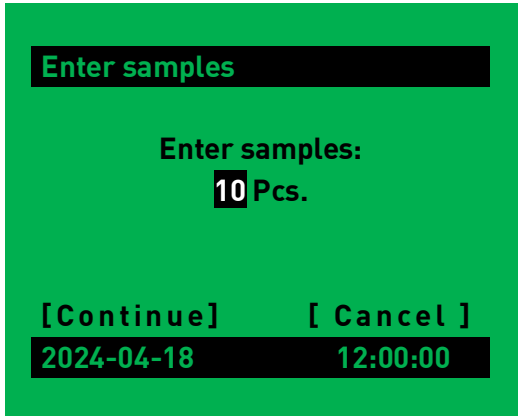 Enter samples
Enter samples:
10 Pcs.
[Continue] [ Cancel ]
2024-04-18 12:00:00